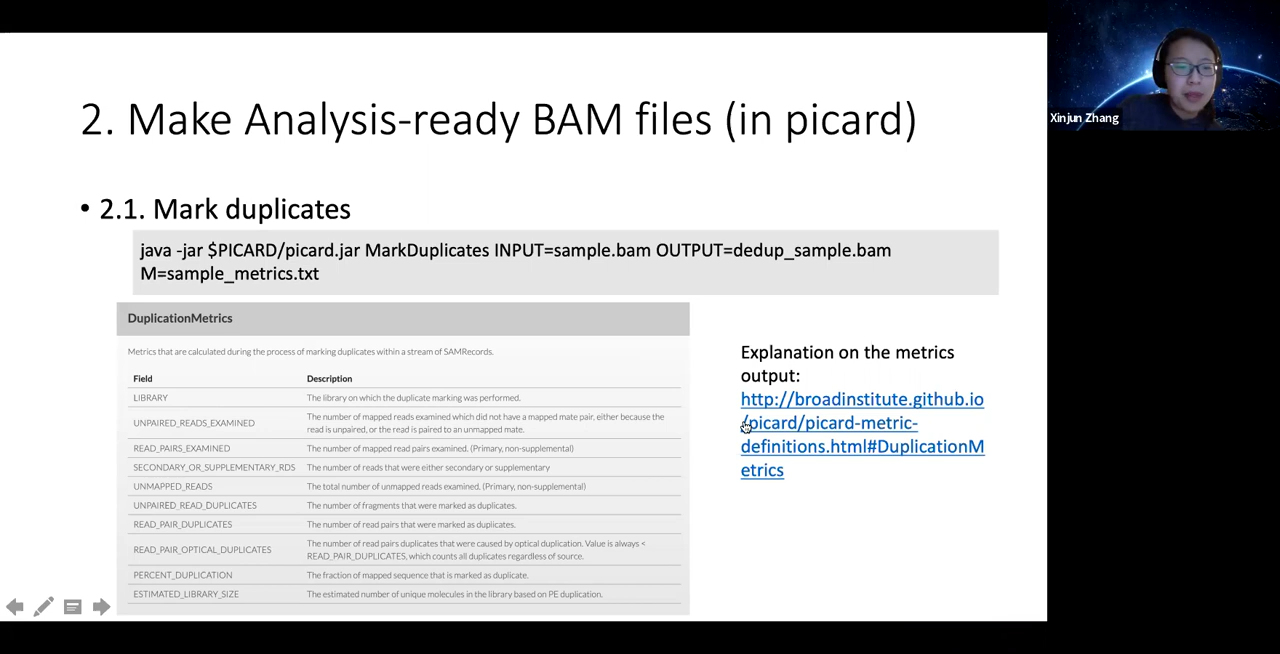 2. Make Analysis-ready BAM files (in picard)
• 2.1. Mark duplicates
java -jar $PICARD/picard.jar MarkDuplicates INPUT=sample.bam OUTPUT=dedup_sample.bam
M=sample_metrics.txt
DuplicationMetrics
Metrics that are calculated during the process of marking duplicates within a stream of SAMRecords.
Field Description
LIBRARY The library on which the duplicate marking was performed.
UNPAIRED_READS_EXAMINED The number of mapped reads examined which did not have a mapped mate pair, either because the
read is unpaired, or the read is paired to an unmapped mate.
READ_PAIRS_EXAMINED The number of mapped read pairs examined. (Primary, non-supplemental)
SECONDARY_OR_SUPPLEMENTARY_RDS The number of reads that were either secondary or supplementary
UNMAPPED_READS The total number of unmapped reads examined. (Primary, non-supplemental)
UNPAIRED_READ_DUPLICATES The number of fragments that were marked as duplicates.
READ_PAIR_DUPLICATES The number of read pairs that were marked as duplicates.
READ_PAIR_OPTICAL_DUPLICATES The number of read pairs duplicates that were caused by optical duplication. Value is always <
READ_PAIR_DUPLICATES, which counts all duplicates regardless of source.
PERCENT_DUPLICATION The fraction of mapped sequence that is marked as duplicate.
ESTIMATED_LIBRARY_SIZE The estimated number of unique molecules in the library based on PE duplication.
Explanation on the metrics
output:
http://broadinstitute.github.io
/picard/picard-metric-
definitions.html#DuplicationM
etrics
Xinjun Zhang